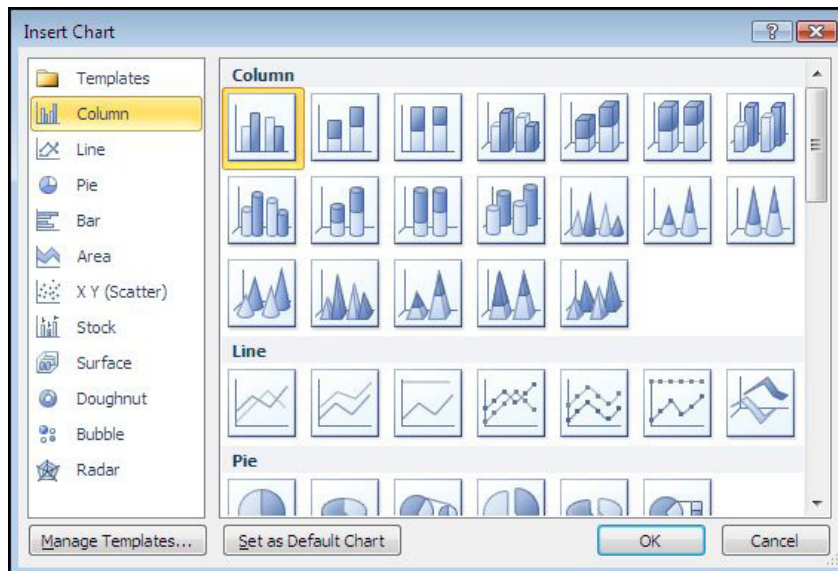 Insert Chart
Templates
Column
Line
Pie
Bar
Area
X Y (Scatter)
Stock
Surface
Doughnut
Bubble
Radar
Column
Line
Pie
Manage Templates...
Set as Default Chart
OK
Cancel